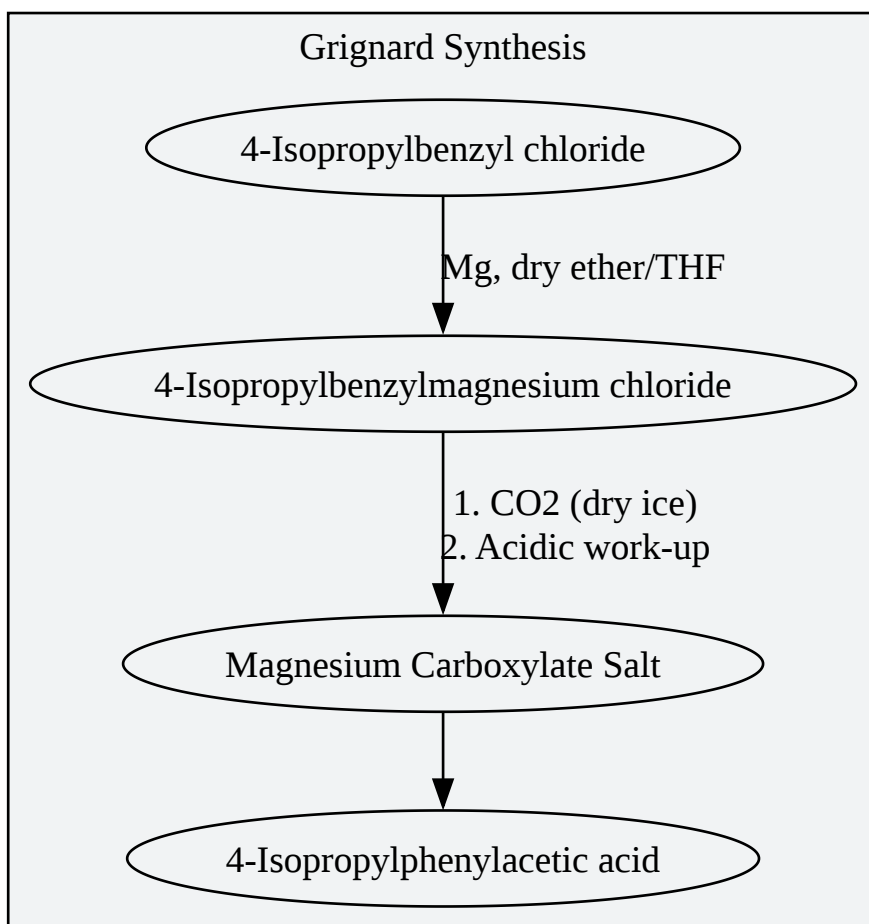 Grignard Synthesis
4-Isopropylbenzyl chloride
Mg, dry ether/THF
4-Isopropylbenzylmagnesium chloride
1. CO2 (dry ice)
2. Acidic work-up
Magnesium Carboxylate Salt
4-Isopropylphenylacetic acid